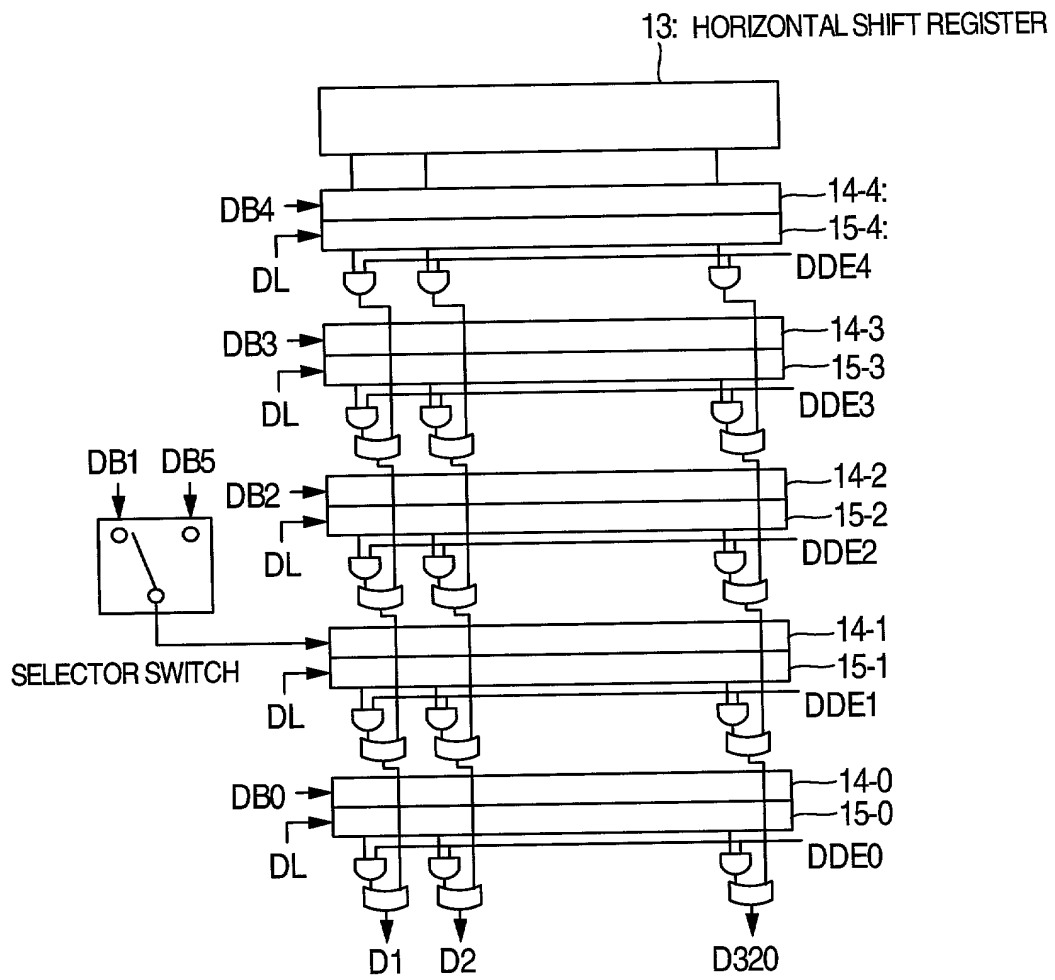 13: HORIZONTAL SHIFT REGISTER
DB4
14-4:
15-4:
DL
DDE4
DB3
14-3
15-3
DL
DDE3
DB1 DB5
DB2
14-2
15-2
DL
DDE2
SELECTOR SWITCH
14-1
15-1
DL
DDE1
DB0
14-0
15-0
DL
DDE0
D1 D2 D320